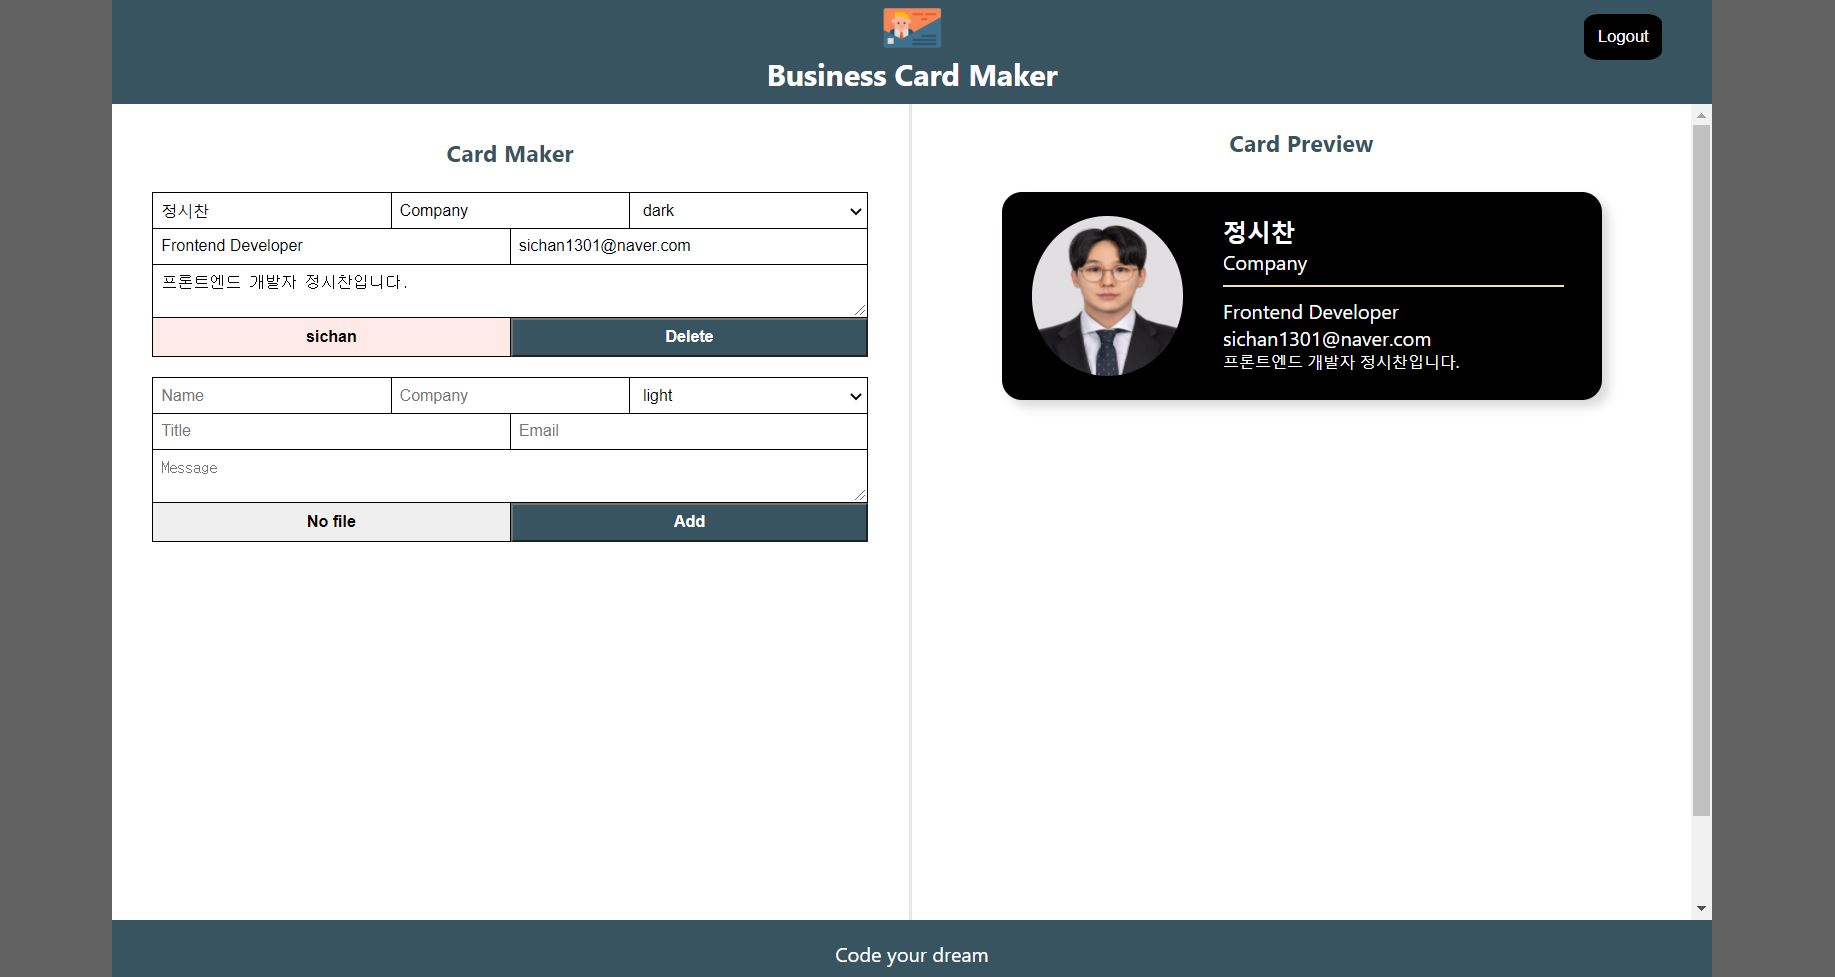 Business Card Maker
Logout
Card Maker
정시찬 Company dark
Frontend Developer sichan1301@naver.com
프론트엔드 개발자 정시찬입니다.
sichan Delete
Name Company light
Title Email
Message
No file Add
Card Preview
정시찬
Company
Frontend Developer
sichan1301@naver.com
프론트엔드 개발자 정시찬입니다.
Code your dream